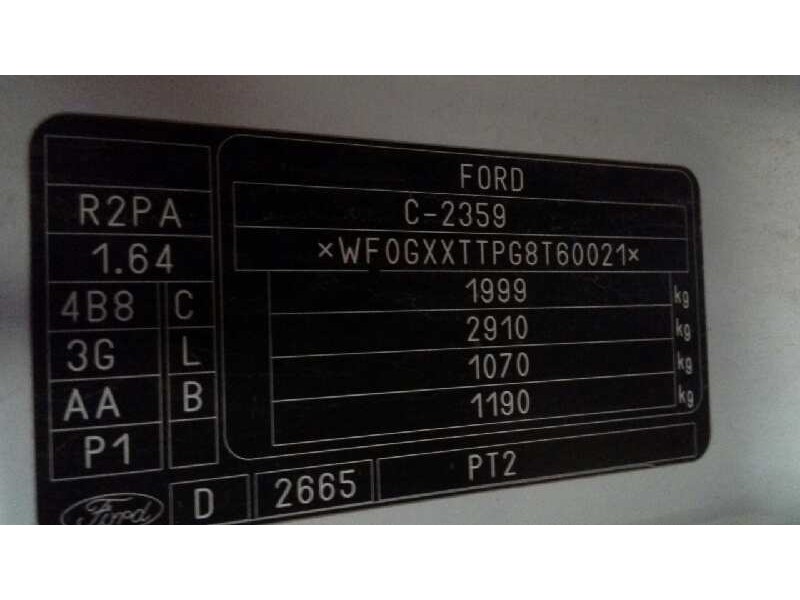 FORD
R2PA
C-2359
1.64
*WF0GXXTTPG8T60021*
4B8 C
1999 kg
3G L
2910 kg
AA B
1070 kg
P1
1190 kg
Ford D 2665 PT2